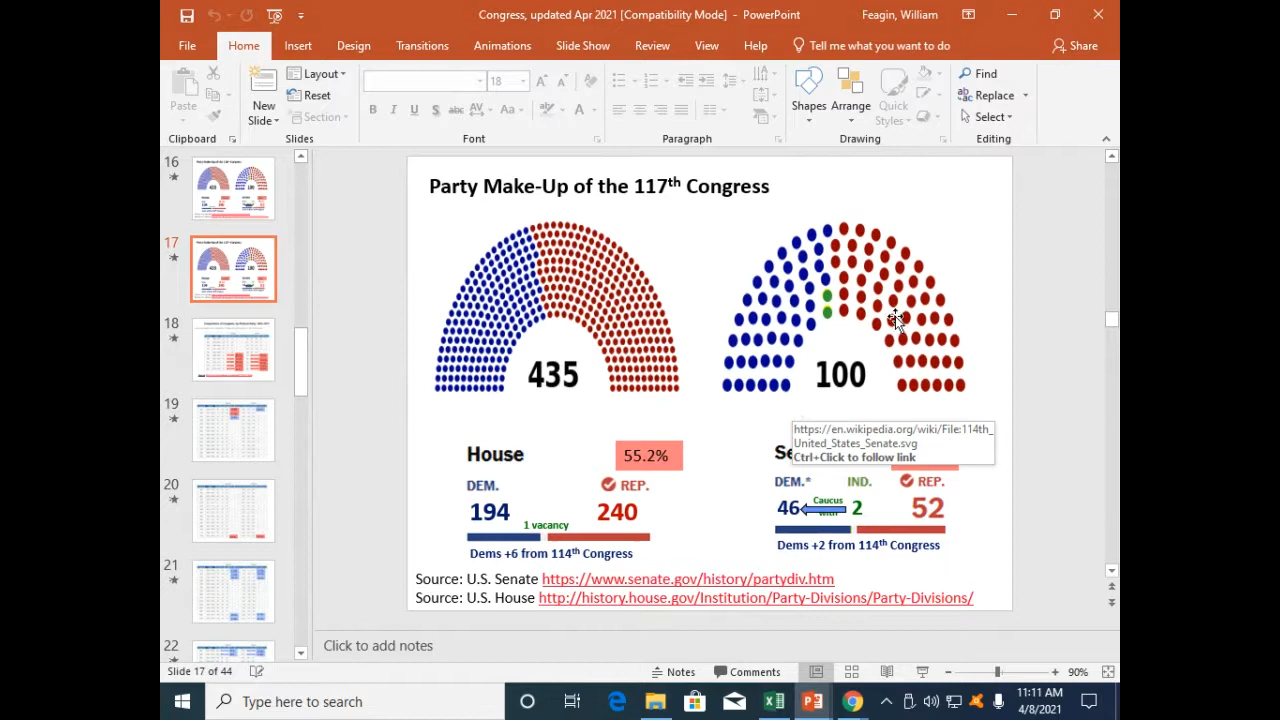 Congress, updated Apr 2021 [Compatibility Mode] - PowerPoint
Feagin, William
File Home Insert Design Transitions Animations Slide Show Review View Help Tell me what you want to do Share
Paste
New Slide
Layout
Reset
Section
18
B I U S abc AV Aa A
Shapes
Arrange
Quick Styles
Find
Replace
Select
Clipboard Slides Font Paragraph Drawing Editing
16
17
18
19
20
21
22
Party Make-Up of the 117th Congress
435
100
https://en.wikipedia.org/wiki/File:114th_
United_States_Senate.svg
Ctrl+Click to follow link
House
55.2%
Se
DEM. REP.
DEM.* IND. REP.
194 240
1 vacancy
46 Caucus 2 52
Dems +6 from 114th Congress
Dems +2 from 114th Congress
Source: U.S. Senate https://www.senate.gov/history/partydiv.htm
Source: U.S. House http://history.house.gov/Institution/Party-Divisions/Party-Divisions/
Click to add notes
Slide 17 of 44
Notes
Comments
90%
Type here to search
11:11 AM
4/8/2021